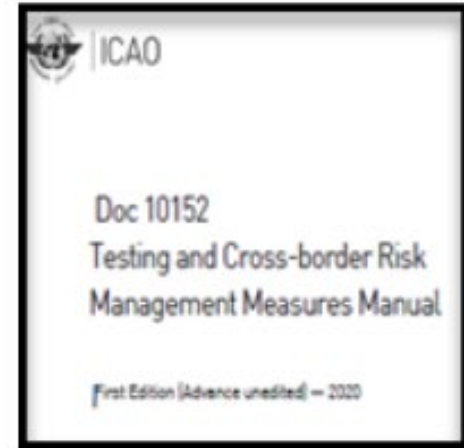 ICAO
Doc 10152
Testing and Cross-border Risk
Management Measures Manual
First Edition (Advance unedited) — 2020